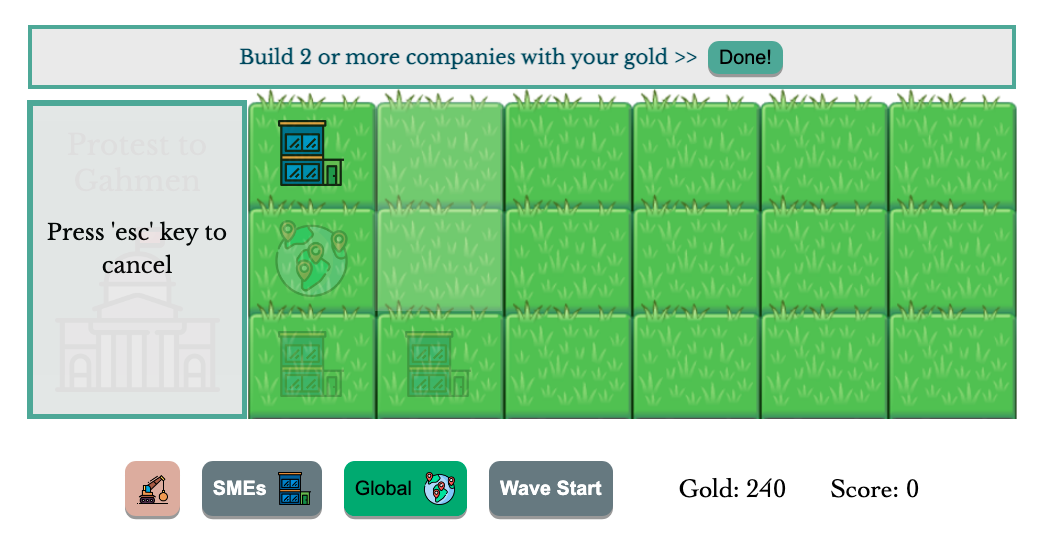 Build 2 or more companies with your gold >> Done!
Protest to
Gahmen
Press 'esc' key to
cancel
SMEs
Global
Wave Start
Gold: 240
Score: 0